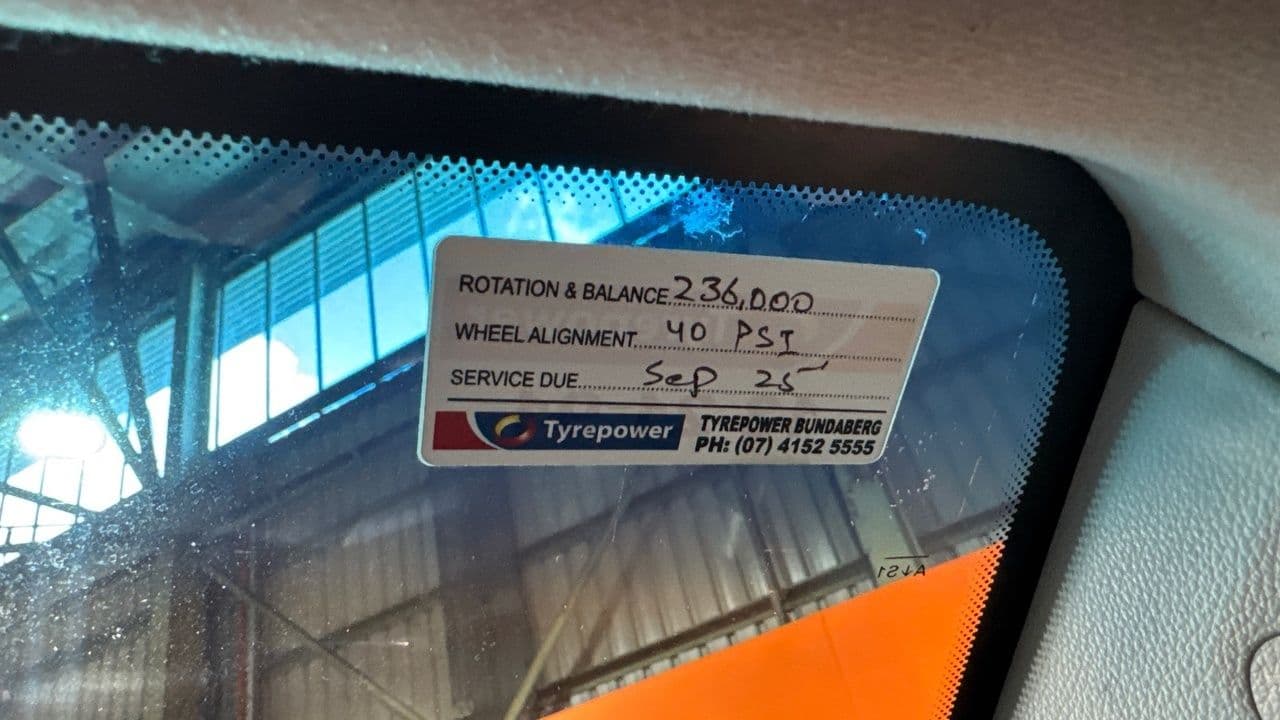 ROTATION & BALANCE 236,000
WHEEL ALIGNMENT 40 PSI
SERVICE DUE Sep 25
Tyrepower
TYREPOWER BUNDABERG
PH: (07) 4152 5555